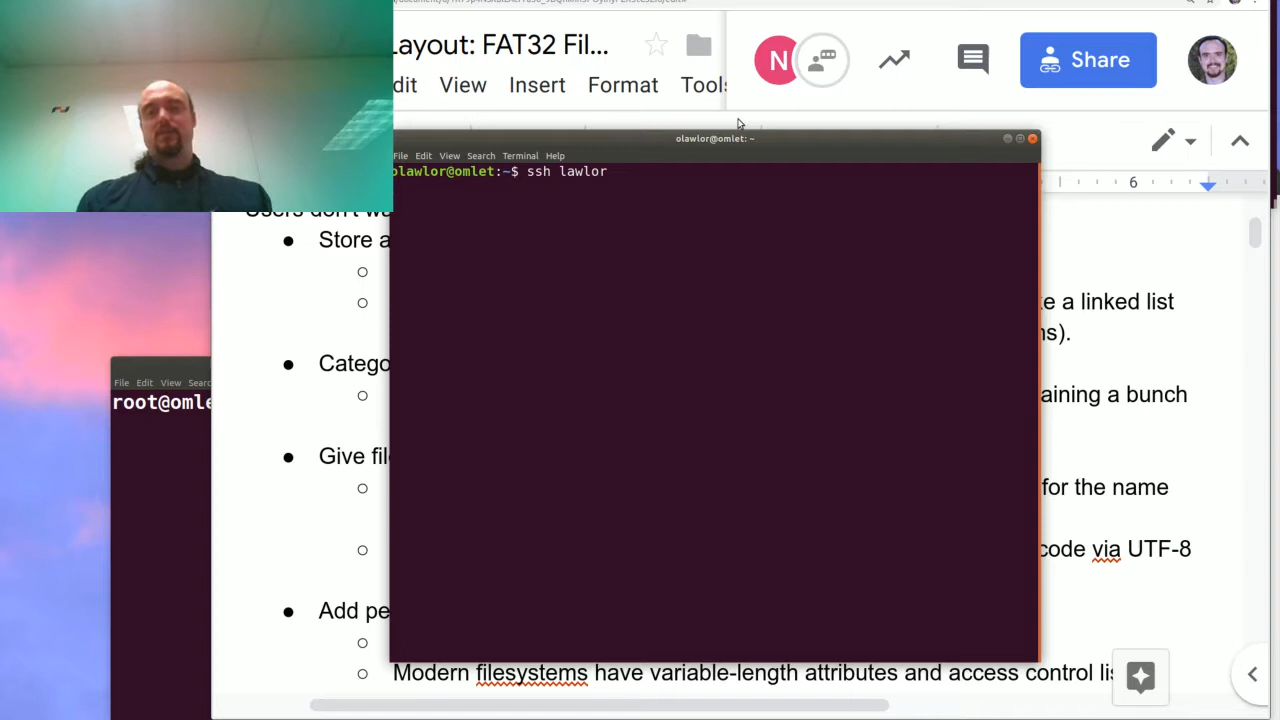 Layout: FAT32 Fil...
dit View Insert Format Tools
N
Share
olawlor@omlet: ~
File Edit View Search Terminal Help
olawlor@omlet:~$ ssh lawlor
6
Users don't wa
Store a
e a linked list
ns).
Catego
aining a bunch
Give fil
for the name
code via UTF-8
Add pe
Modern filesystems have variable-length attributes and access control lis
File Edit View Searc
root@omle